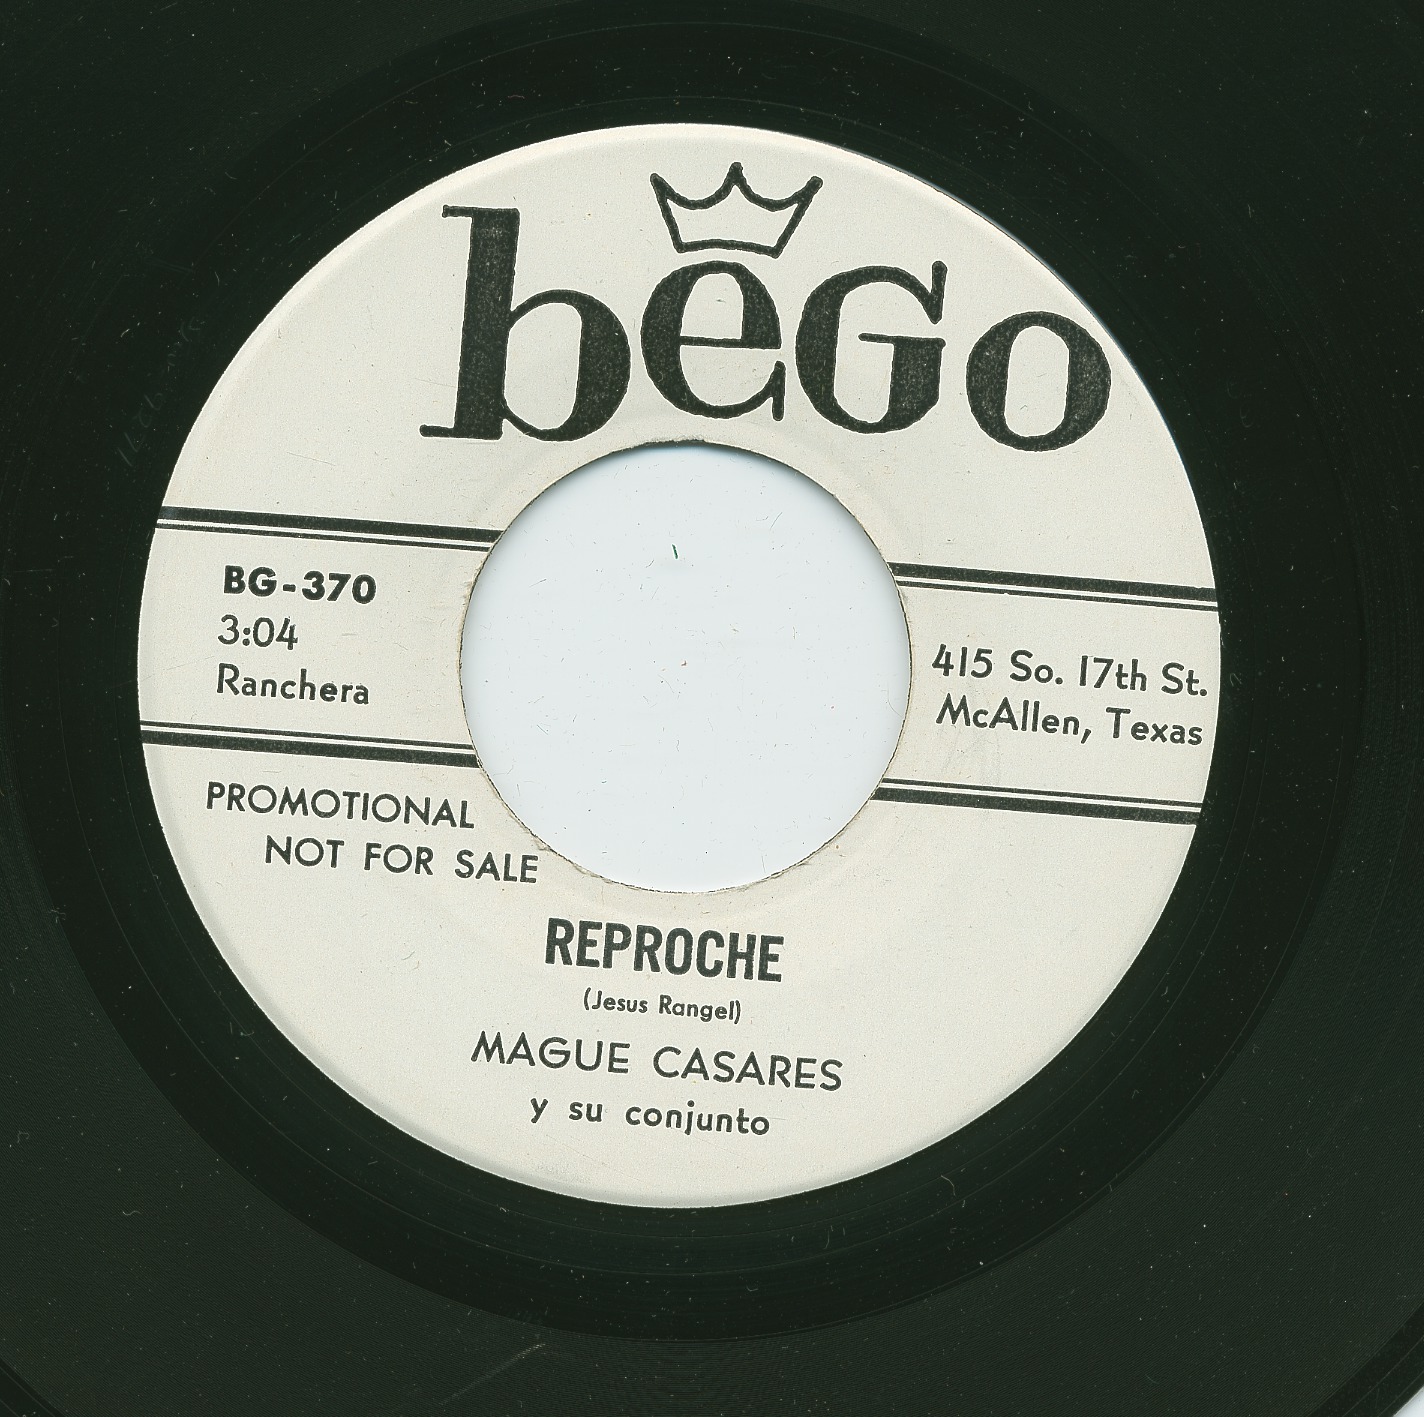 beGo
BG-370
3:04
Ranchera
415 So. 17th St.
McAllen, Texas
PROMOTIONAL
NOT FOR SALE
REPROCHE
(Jesus Rangel)
MAGUE CASARES
y su conjunto